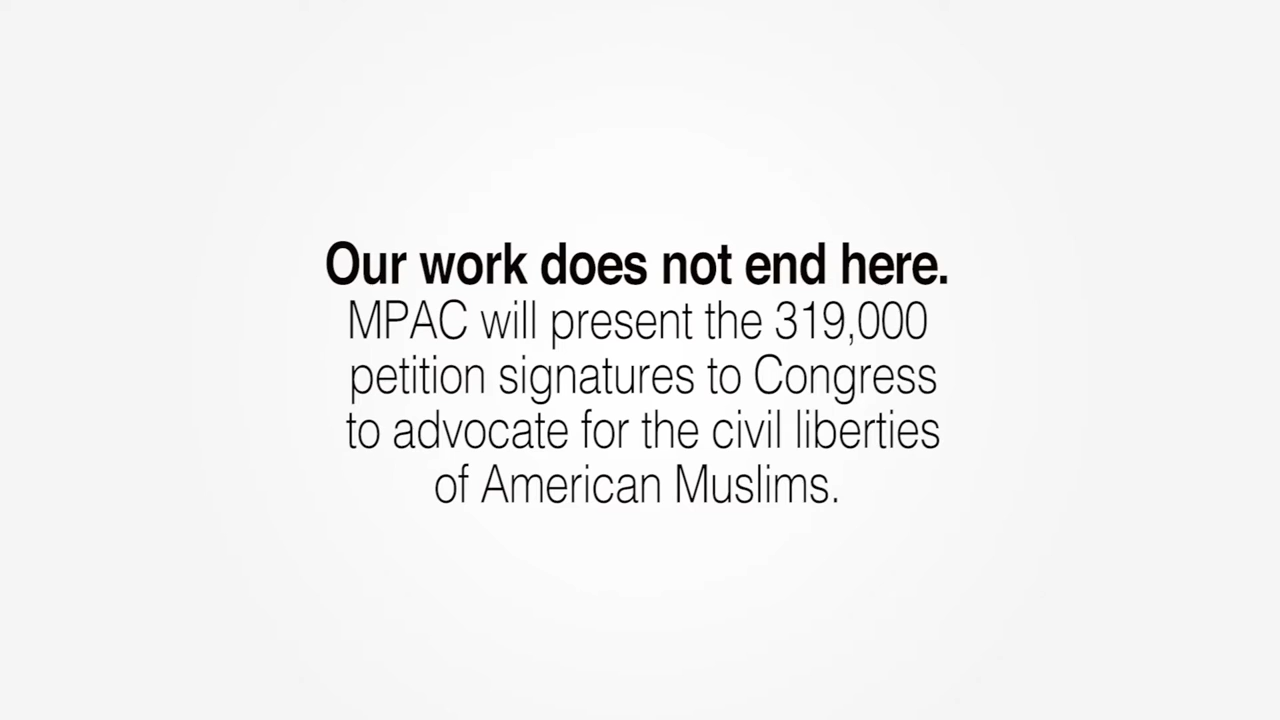 Our work does not end here.
MPAC will present the 319,000
petition signatures to Congress
to advocate for the civil liberties
of American Muslims.